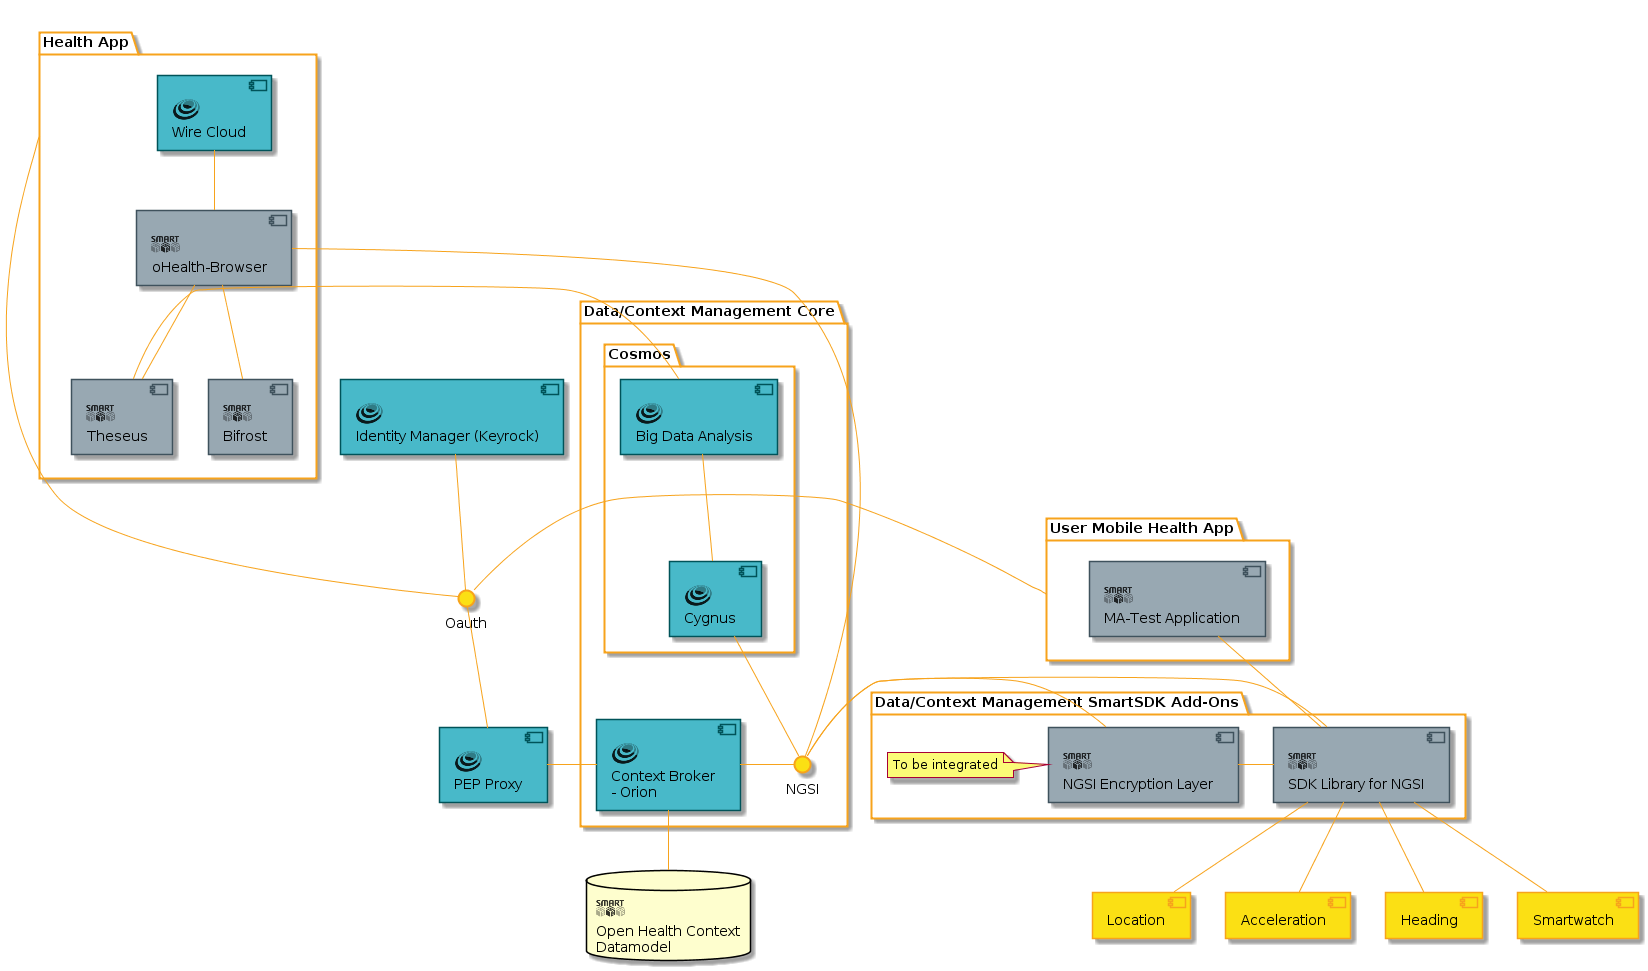 Health App
Wire Cloud
SMART
oHealth-Browser
Data/Context Management Core
Cosmos
SMART
Theseus
SMART
Bifrost
Identity Manager (Keyrock)
Big Data Analysis
User Mobile Health App
SMART
MA-Test Application
Cygnus
Oauth
Data/Context Management SmartSDK Add-Ons
PEP Proxy
Context Broker
- Orion
NGSI
To be integrated
SMART
NGSI Encryption Layer
SMART
SDK Library for NGSI
SMART
Open Health Context
Datamodel
Location
Acceleration
Heading
Smartwatch